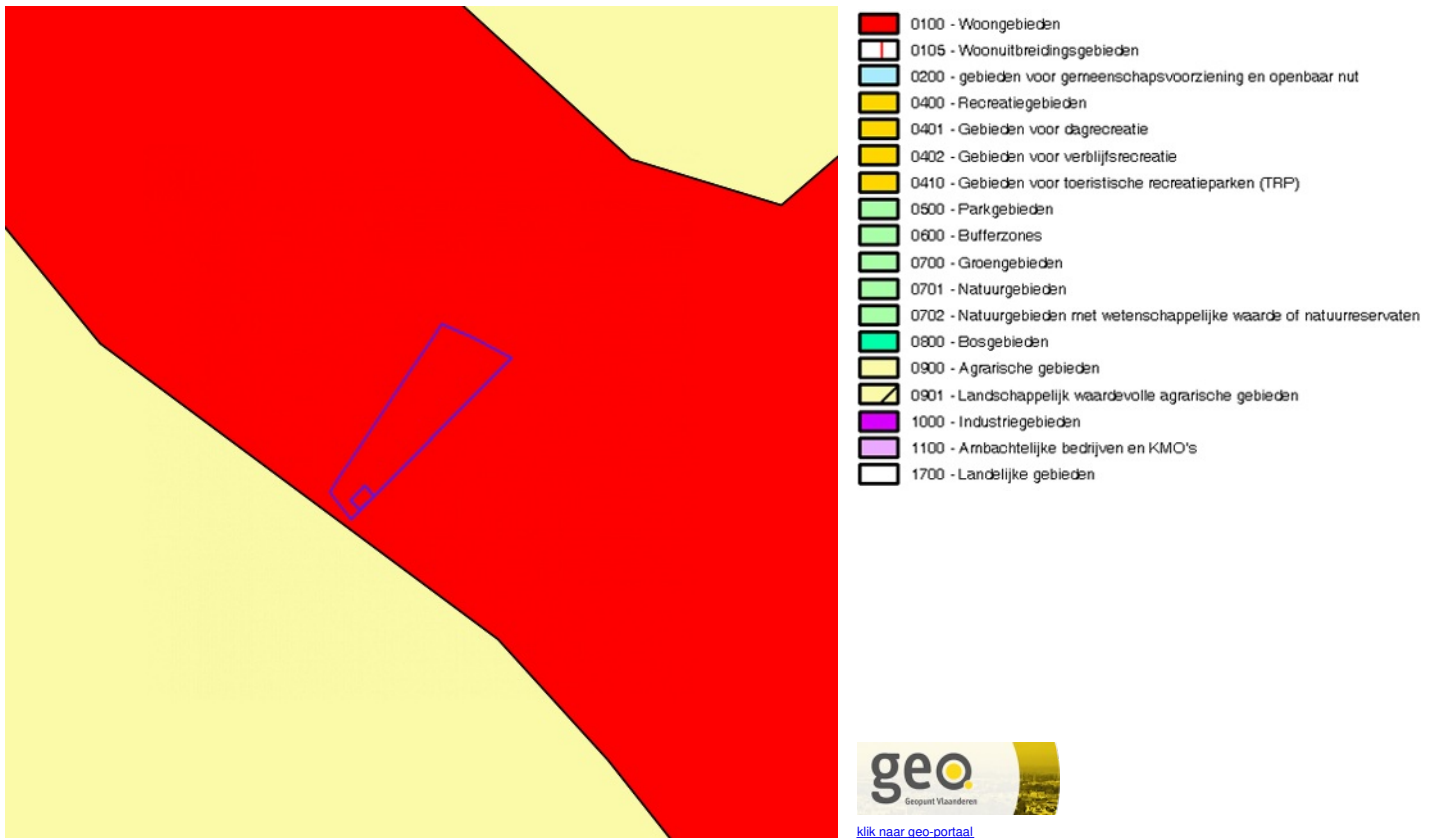 0100 - Woongebieden
0105 - Woonuitbreidingsgebieden
0200 - gebieden voor gemeenschapsvoorziening en openbaar nut
0400 - Recreatiegebieden
0401 - Gebieden voor dagrecreatie
0402 - Gebieden voor verblijfsrecreatie
0410 - Gebieden voor toeristische recreatieparken (TRP)
0500 - Parkgebieden
0600 - Bufferzones
0700 - Groengebieden
0701 - Natuurgebieden
0702 - Natuurgebieden met wetenschappelijke waarde of natuurreservaten
0800 - Bosgebieden
0900 - Agrarische gebieden
0901 - Landschappelijk waardevolle agrarische gebieden
1000 - Industriegebieden
1100 - Ambachtelijke bedrijven en KMO's
1700 - Landelijke gebieden
geo.
Geopunt Vlaanderen
klik naar geo-portaal